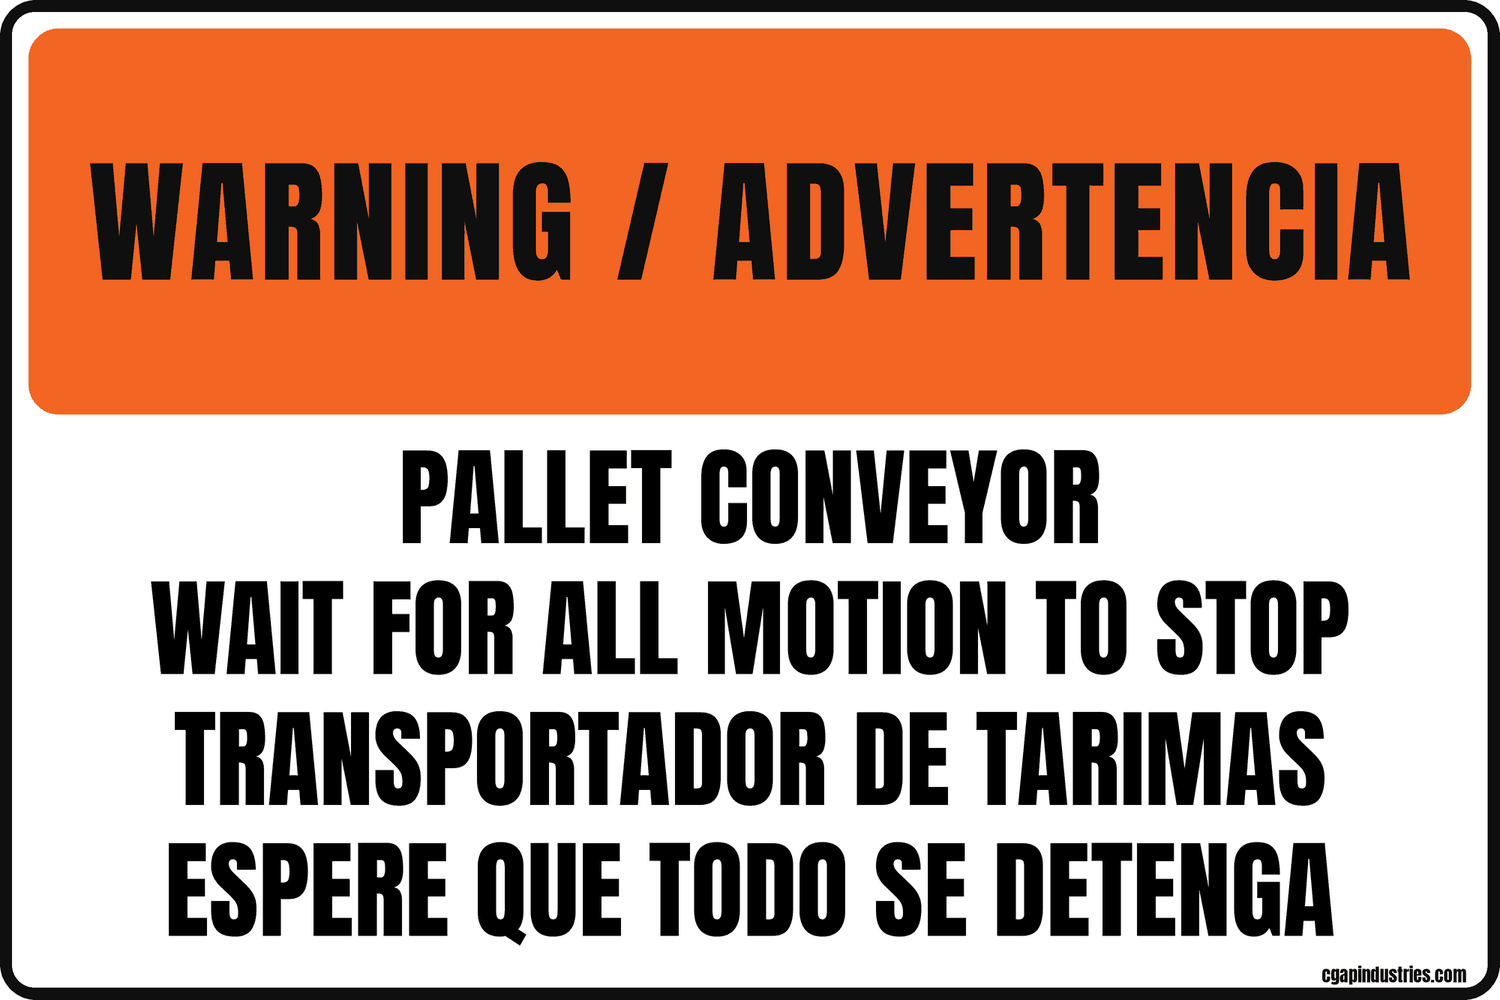 WARNING / ADVERTENCIA
PALLET CONVEYOR
WAIT FOR ALL MOTION TO STOP
TRANSPORTADOR DE TARIMAS
ESPERE QUE TODO SE DETENGA
cgapindustries.com